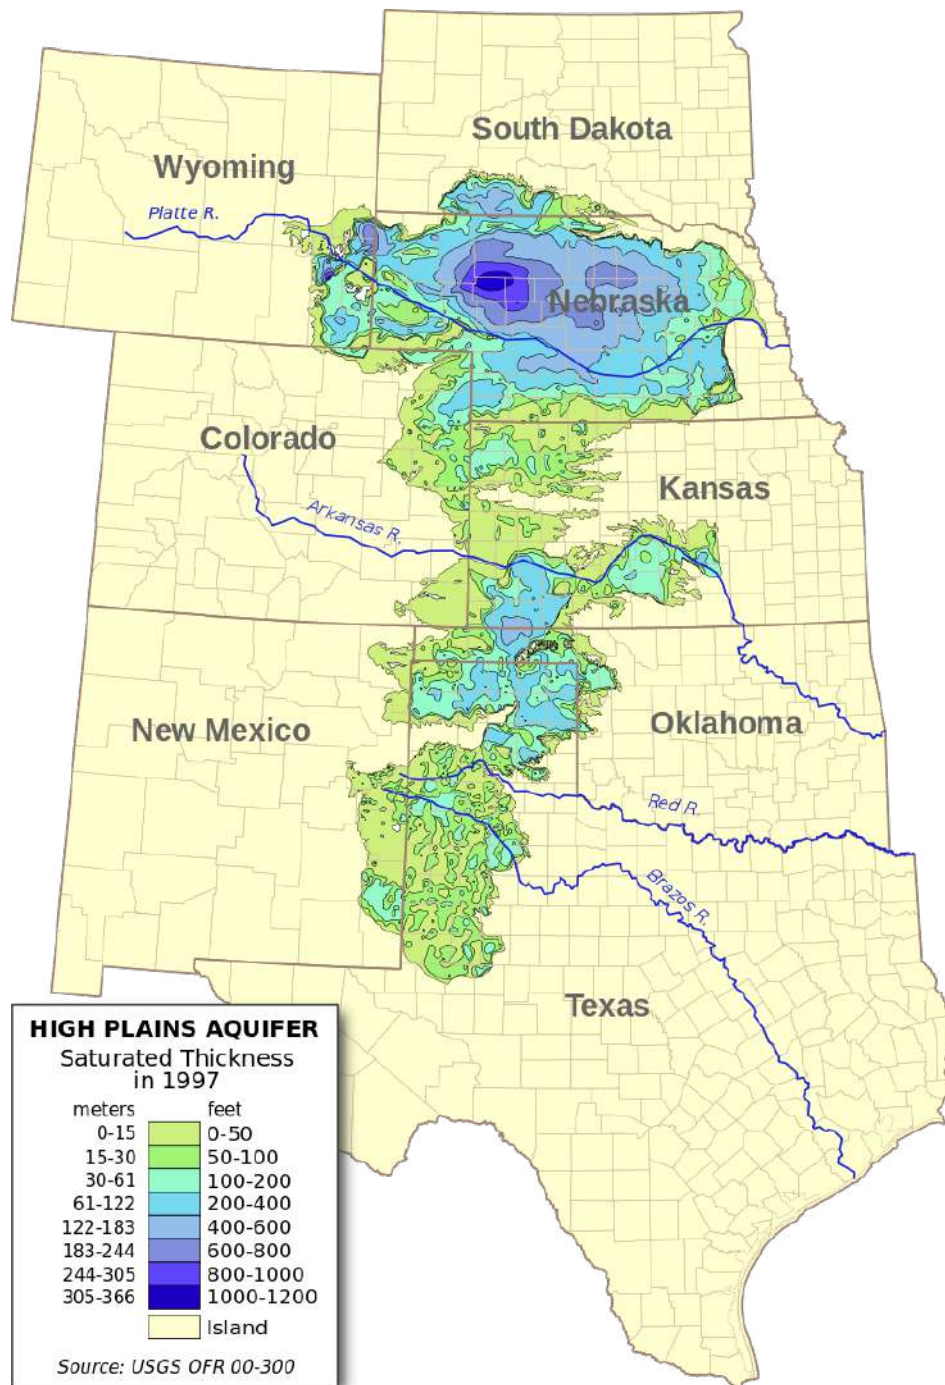 South Dakota
Wyoming
Platte R.
Nebraska
Colorado
Kansas
Arkansas R.
New Mexico
Oklahoma
Red R.
Brazos R.
Texas
HIGH PLAINS AQUIFER
Saturated Thickness
in 1997
meters feet
0-15 0-50
15-30 50-100
30-61 100-200
61-122 200-400
122-183 400-600
183-244 600-800
244-305 800-1000
305-366 1000-1200
Island
Source: USGS OFR 00-300